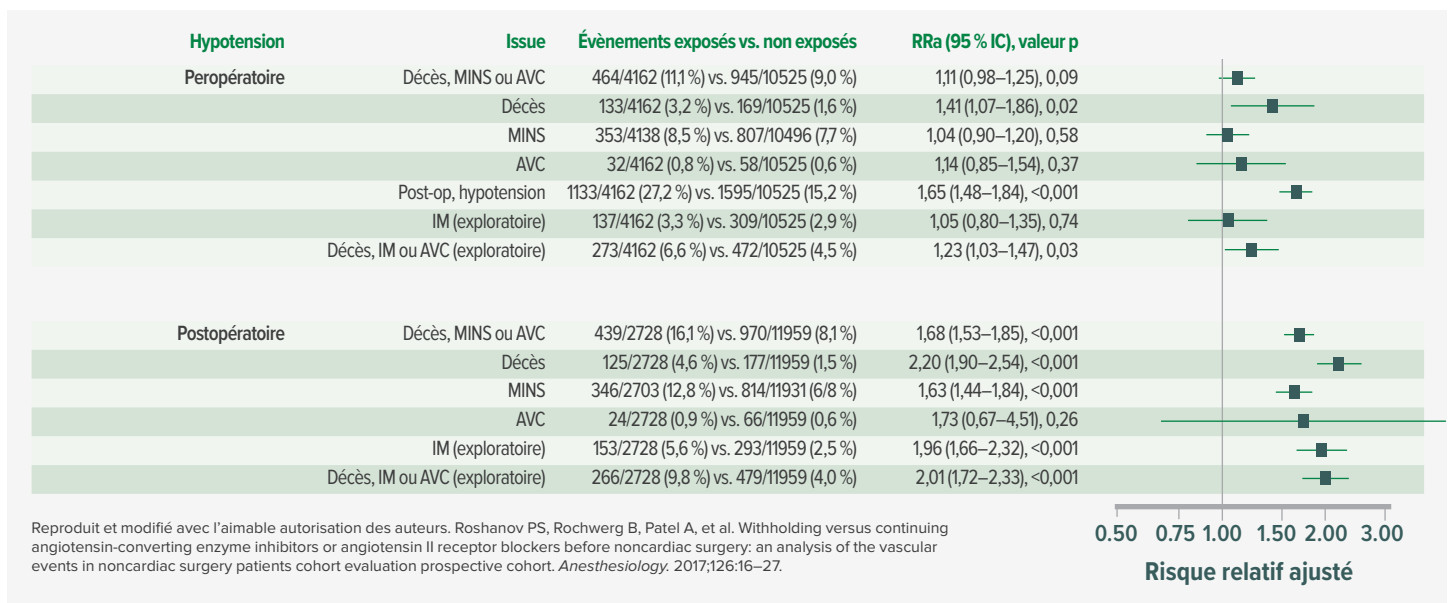 Hypotension Issue Évènements exposés vs. non exposés RRa (95 % IC), valeur p
Peropératoire Décès, MINS ou AVC 464/4162 (11,1 %) vs. 945/10525 (9,0 %) 1,11 (0,98–1,25), 0,09
Décès 133/4162 (3,2 %) vs. 169/10525 (1,6 %) 1,41 (1,07–1,86), 0,02
MINS 353/4138 (8,5 %) vs. 807/10496 (7,7 %) 1,04 (0,90–1,20), 0,58
AVC 32/4162 (0,8 %) vs. 58/10525 (0,6 %) 1,14 (0,85–1,54), 0,37
Post-op, hypotension 1133/4162 (27,2 %) vs. 1595/10525 (15,2 %) 1,65 (1,48–1,84), <0,001
IM (exploratoire) 137/4162 (3,3 %) vs. 309/10525 (2,9 %) 1,05 (0,80–1,35), 0,74
Décès, IM ou AVC (exploratoire) 273/4162 (6,6 %) vs. 472/10525 (4,5 %) 1,23 (1,03–1,47), 0,03
Postopératoire Décès, MINS ou AVC 439/2728 (16,1 %) vs. 970/11959 (8,1 %) 1,68 (1,53–1,85), <0,001
Décès 125/2728 (4,6 %) vs. 177/11959 (1,5 %) 2,20 (1,90–2,54), <0,001
MINS 346/2703 (12,8 %) vs. 814/11931 (6/8 %) 1,63 (1,44–1,84), <0,001
AVC 24/2728 (0,9 %) vs. 66/11959 (0,6 %) 1,73 (0,67–4,51), 0,26
IM (exploratoire) 153/2728 (5,6 %) vs. 293/11959 (2,5 %) 1,96 (1,66–2,32), <0,001
Décès, IM ou AVC (exploratoire) 266/2728 (9,8 %) vs. 479/11959 (4,0 %) 2,01 (1,72–2,33), <0,001
Reproduit et modifié avec l'aimable autorisation des auteurs. Roshanov PS, Rochwerg B, Patel A, et al. Withholding versus continuing
angiotensin-converting enzyme inhibitors or angiotensin II receptor blockers before noncardiac surgery: an analysis of the vascular
events in noncardiac surgery patients cohort evaluation prospective cohort. Anesthesiology. 2017;126:16–27.
0.50 0.75 1.00 1.50 2.00 3.00
Risque relatif ajusté